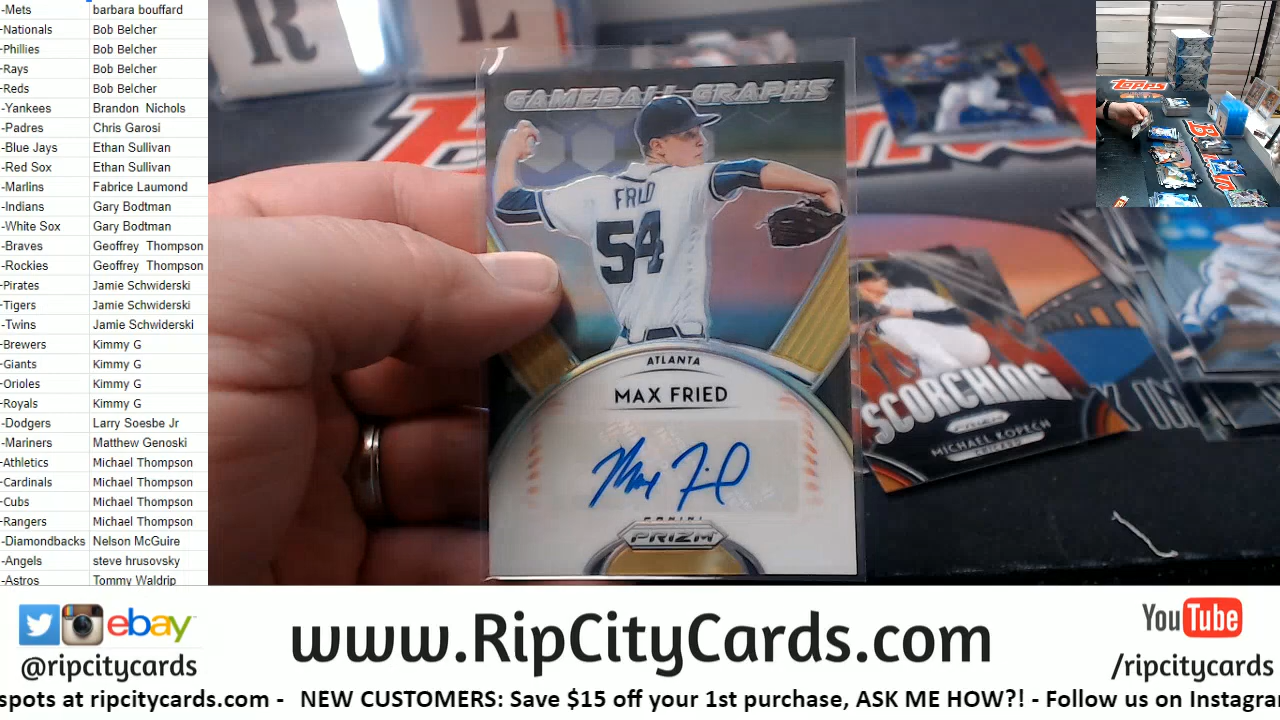 -Mets barbara bouffard
-Nationals Bob Belcher
-Phillies Bob Belcher
-Rays Bob Belcher
-Reds Bob Belcher
-Yankees Brandon Nichols
-Padres Chris Garosi
-Blue Jays Ethan Sullivan
-Red Sox Ethan Sullivan
-Marlins Fabrice Laumond
-Indians Gary Bodtman
-White Sox Gary Bodtman
-Braves Geoffrey Thompson
-Rockies Geoffrey Thompson
-Pirates Jamie Schwiderski
-Tigers Jamie Schwiderski
-Twins Jamie Schwiderski
-Brewers Kimmy G
-Giants Kimmy G
-Orioles Kimmy G
-Royals Kimmy G
-Dodgers Larry Soesbe Jr
-Mariners Matthew Genoski
-Athletics Michael Thompson
-Cardinals Michael Thompson
-Cubs Michael Thompson
-Rangers Michael Thompson
-Diamondbacks Nelson McGuire
-Angels steve hrusovsky
-Astros Tommy Waldrip
R L
GAMEBALL GRAPHS
FRIED
54
ATLANTA
MAX FRIED
Max Fried
PANINI
PRIZM
SCORCHING
PRIZM
MICHAEL KOPECH
CHICAGO
Topps
ebay
@ripcitycards
www.RipCityCards.com
YouTube
/ripcitycards
spots at ripcitycards.com - NEW CUSTOMERS: Save $15 off your 1st purchase, ASK ME HOW?! - Follow us on Instagra